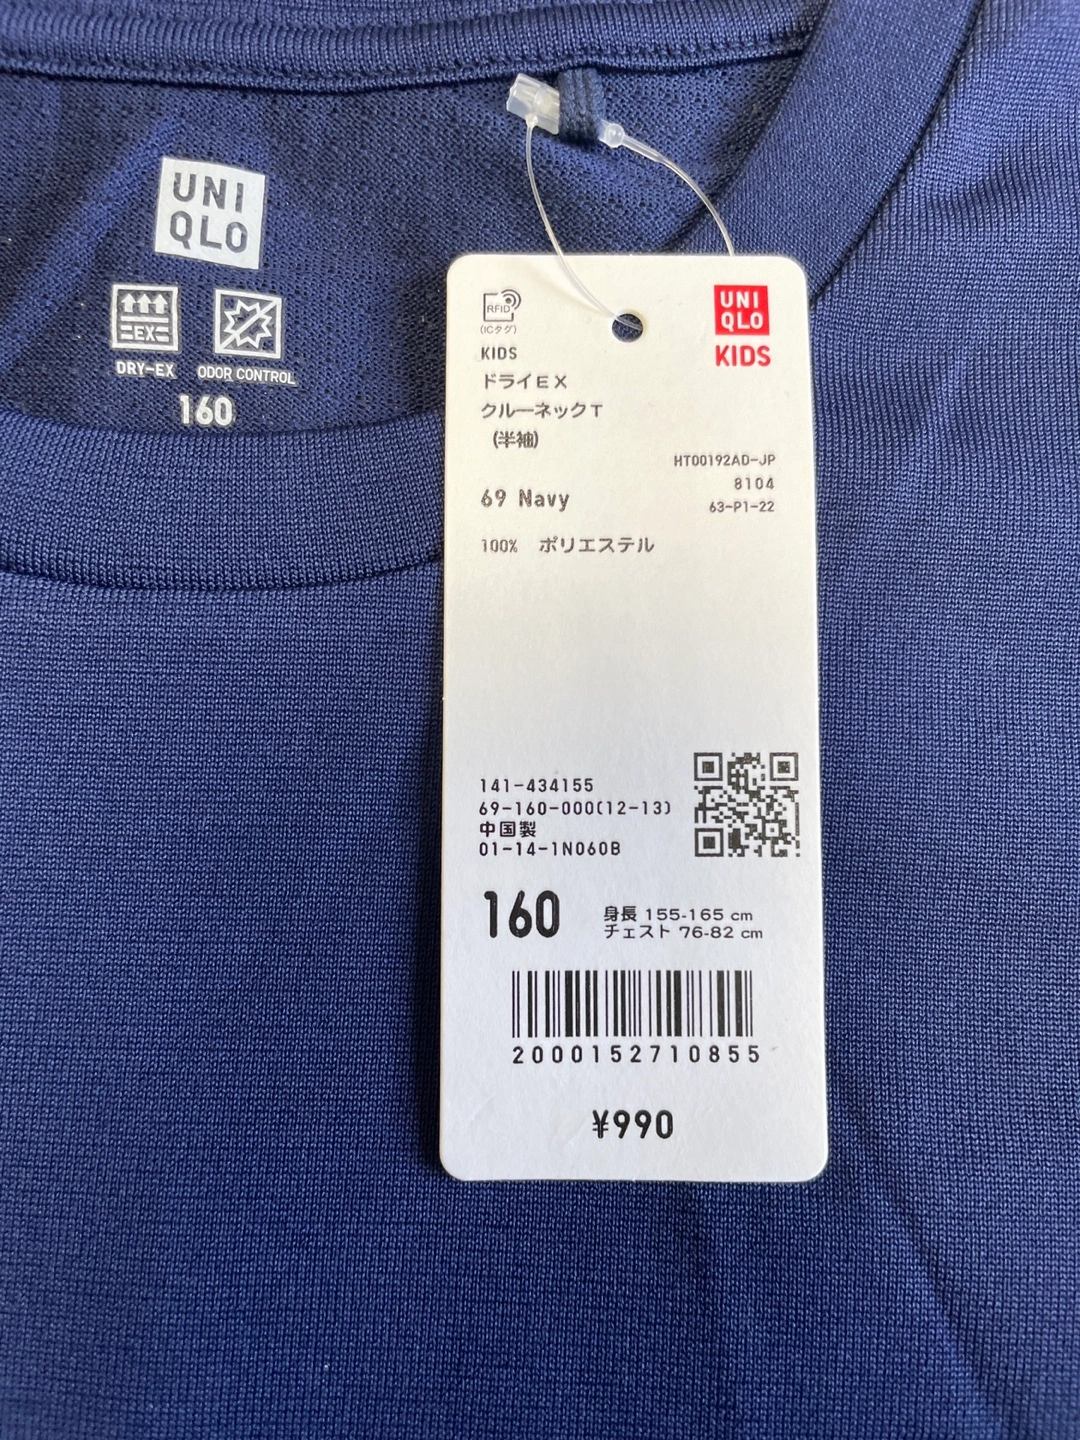 UNI
QLO
EX
DRY-EX
ODOR CONTROL
160
RFID
(ICタグ)
UNI
QLO
KIDS
KIDS
ドライEX
クルーネックT
(半袖)
HT00192AD-JP
8104
63-P1-22
69 Navy
100% ポリエステル
141-434155
69-160-000(12-13)
中国製
01-14-1N060B
160
身長 155-165 cm
チェスト 76-82 cm
2000152710855
¥990